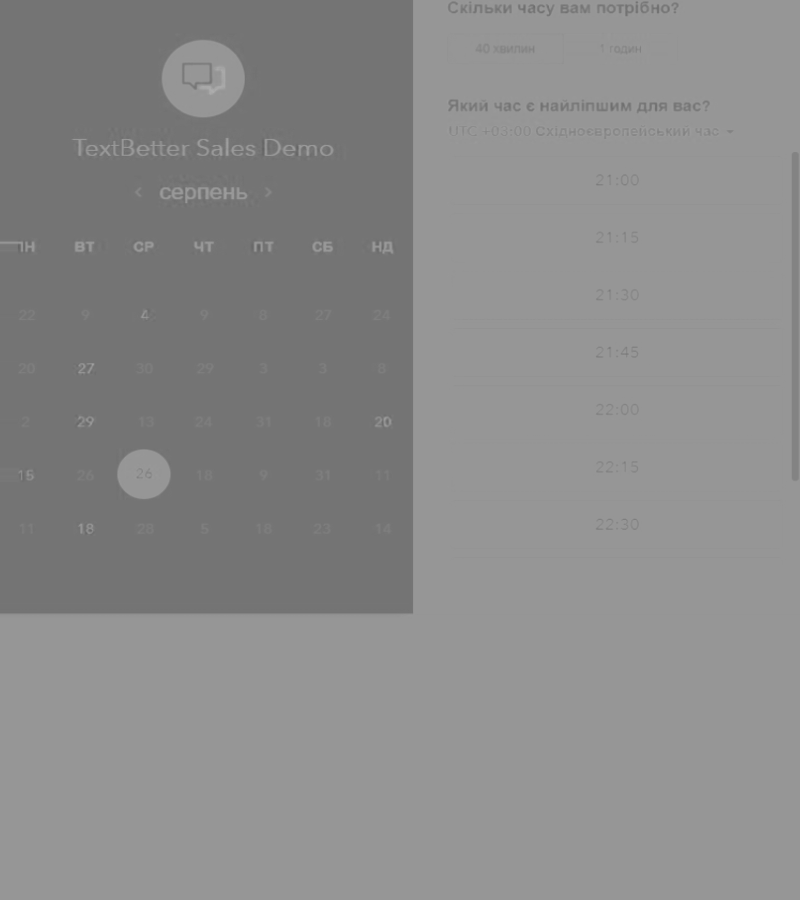 TextBetter Sales Demo
серпень
ПН ВТ СР ЧТ ПТ СБ НД
22 9 4 9 8 27 24
20 27 30 29 3 3 8
2 29 13 24 31 18 20
15 26 26 18 9 31 11
11 18 28 5 18 23 14
Скільки часу вам потрібно?
40 хвилин 1 годин
Який час є найліпшим для вас?
UTC +03:00 Східноєвропейський час
21:00
21:15
21:30
21:45
22:00
22:15
22:30